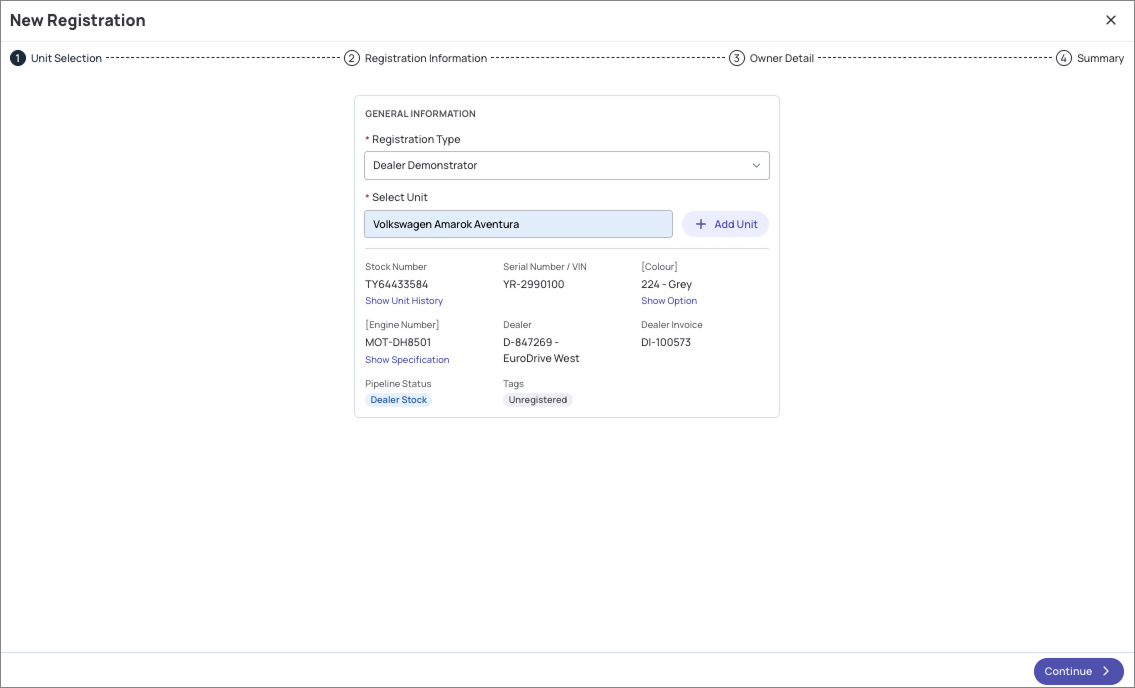 New Registration
1 Unit Selection
2 Registration Information
3 Owner Detail
4 Summary
GENERAL INFORMATION
* Registration Type
Dealer Demonstrator
* Select Unit
Volkswagen Amarok Aventura
+ Add Unit
Stock Number
TY64433584
Show Unit History
Serial Number / VIN
YR-2990100
[Colour]
224 - Grey
Show Option
[Engine Number]
MOT-DH8501
Show Specification
Dealer
D-847269 -
EuroDrive West
Dealer Invoice
DI-100573
Pipeline Status
Dealer Stock
Tags
Unregistered
Continue